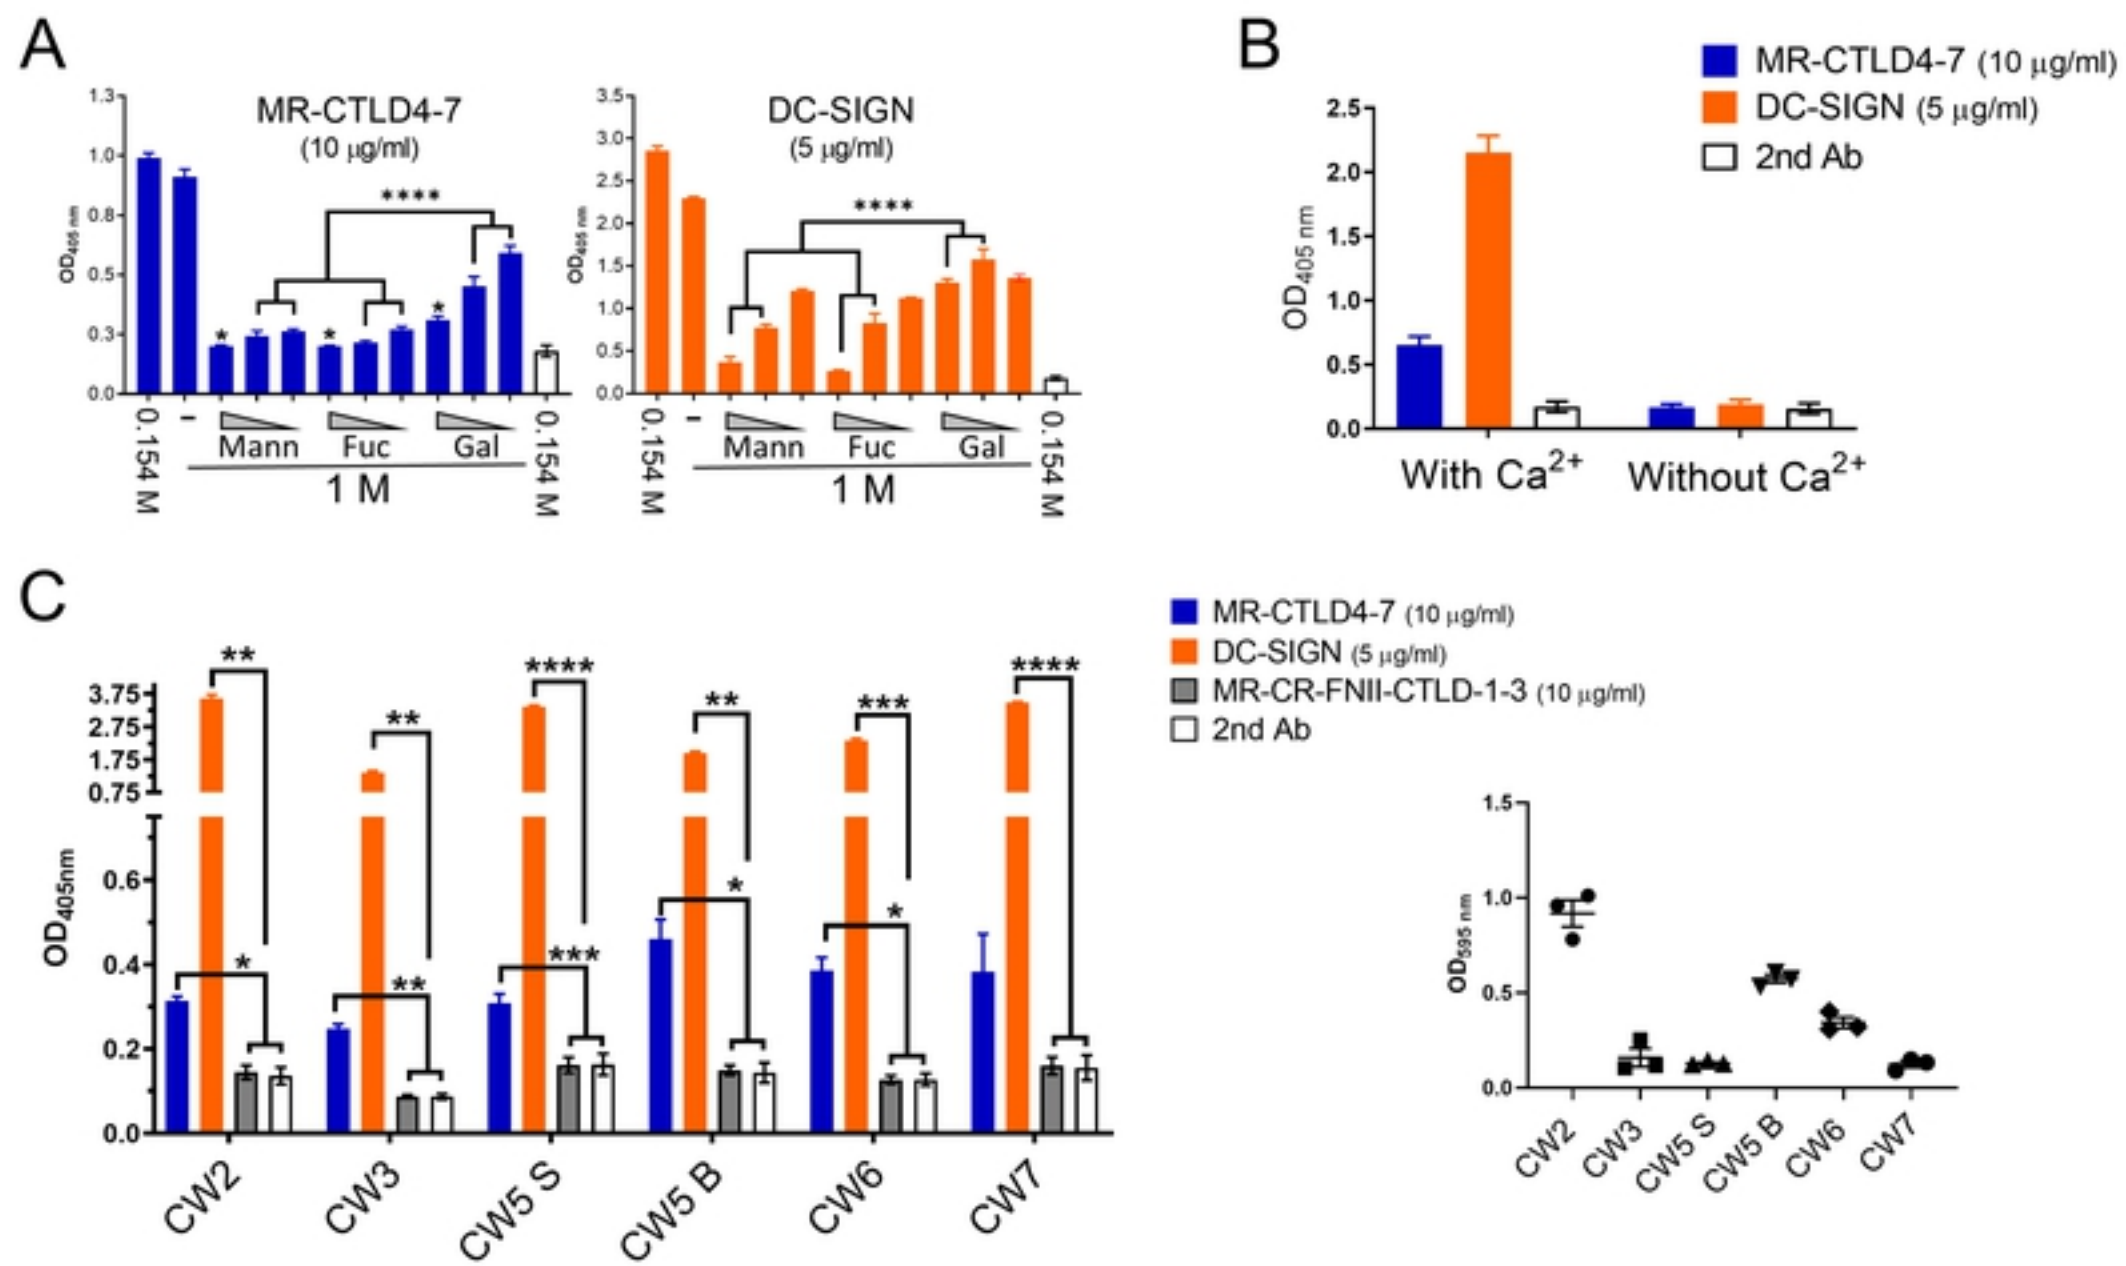 A
MR-CTLD4-7
(10 µg/ml)
OD405 nm
1.3
1.0
0.8
0.5
0.3
0.0
****
*
*
*
0.154 M
-
Mann
Fuc
Gal
0.154 M
1 M
DC-SIGN
(5 µg/ml)
OD405 nm
3.5
3.0
2.5
2.0
1.5
1.0
0.5
0.0
****
0.154 M
-
Mann
Fuc
Gal
0.154 M
1 M
B
MR-CTLD4-7 (10 µg/ml)
DC-SIGN (5 µg/ml)
2nd Ab
OD405 nm
2.5
2.0
1.5
1.0
0.5
0.0
With Ca2+
Without Ca2+
C
MR-CTLD4-7 (10 µg/ml)
DC-SIGN (5 µg/ml)
MR-CR-FNII-CTLD-1-3 (10 µg/ml)
2nd Ab
OD405nm
3.75
2.75
1.75
0.75
0.6
0.4
0.2
0.0
**
**
****
**
***
****
*
**
***
*
*
CW2
CW3
CW5 S
CW5 B
CW6
CW7
OD595 nm
1.5
1.0
0.5
0.0
CW2
CW3
CW5 S
CW5 B
CW6
CW7